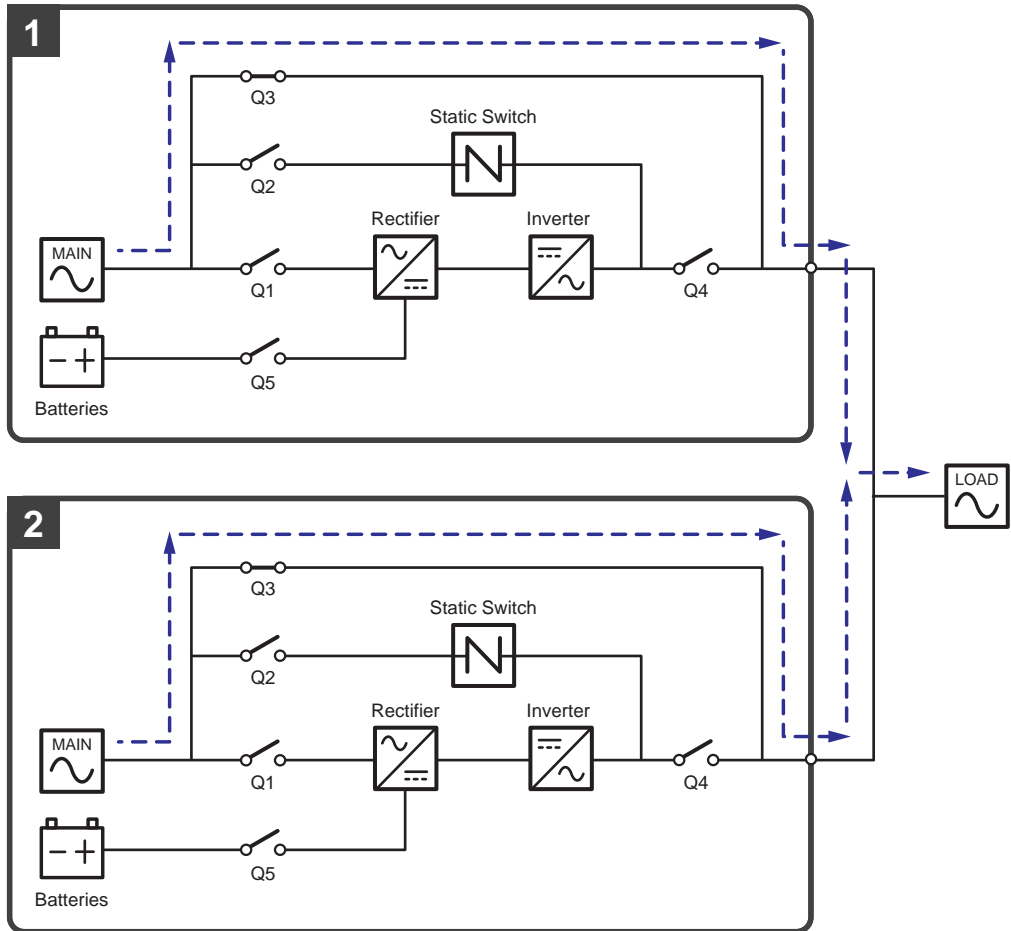 1
Q3
Static Switch
Q2
Rectifier
Inverter
MAIN
Q1
Q4
Q5
Batteries
LOAD
2
Q3
Static Switch
Q2
Rectifier
Inverter
MAIN
Q1
Q4
Q5
Batteries